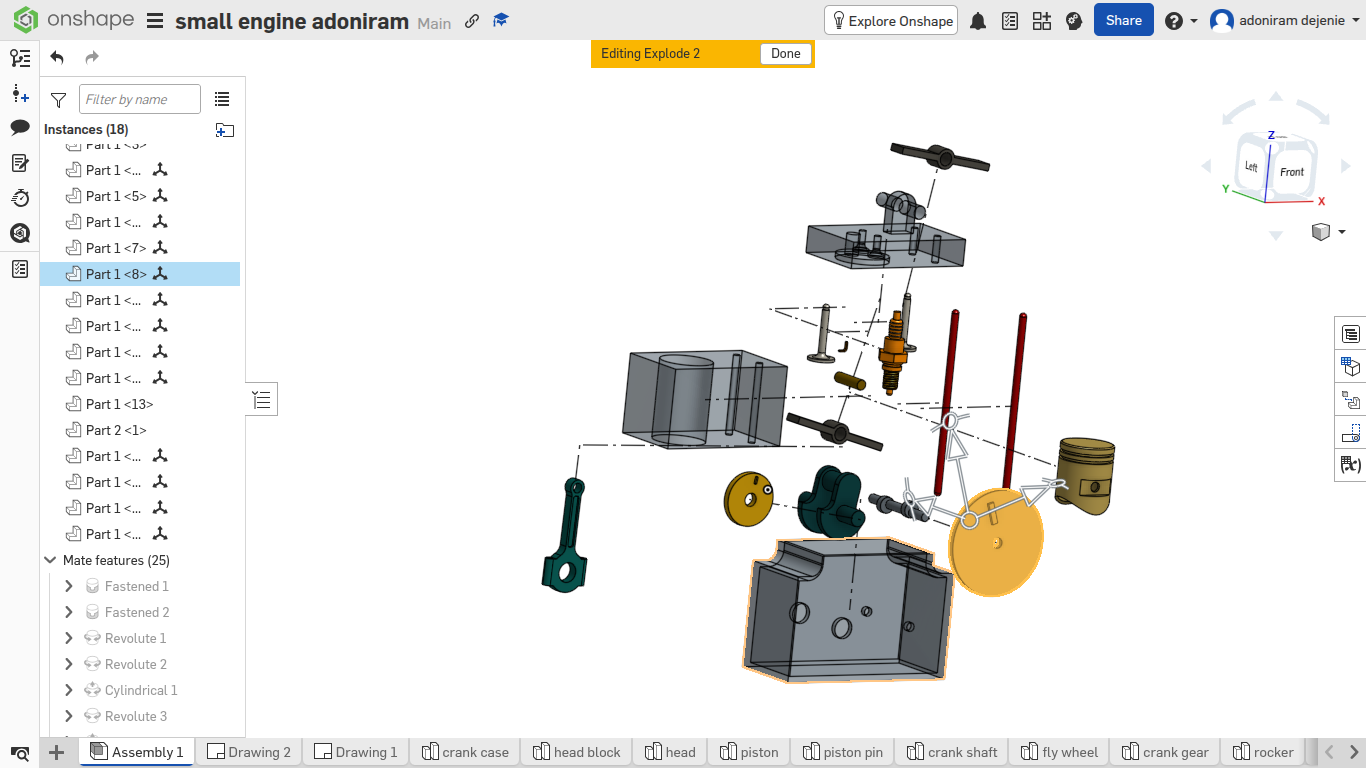 onshape
small engine adoniram Main
Explore Onshape
Share
adoniram dejenie
Editing Explode 2
Done
Filter by name
Instances (18)
Part 1 <...
Part 1 <5>
Part 1 <...
Part 1 <7>
Part 1 <8>
Part 1 <...
Part 1 <...
Part 1 <...
Part 1 <...
Part 1 <13>
Part 2 <1>
Part 1 <...
Part 1 <...
Part 1 <...
Part 1 <...
Mate features (25)
Fastened 1
Fastened 2
Revolute 1
Revolute 2
Cylindrical 1
Revolute 3
Z
Left
Front
Y
X
Assembly 1
Drawing 2
Drawing 1
crank case
head block
head
piston
piston pin
crank shaft
fly wheel
crank gear
rocker